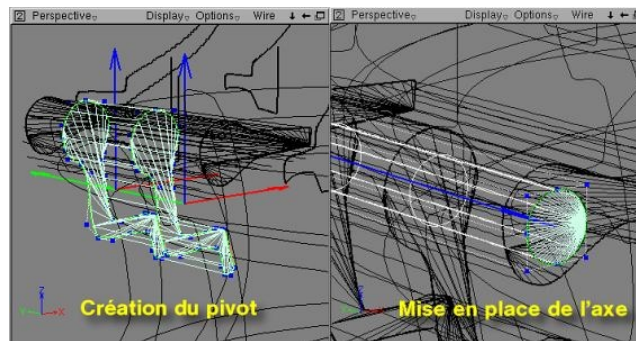 2 Perspective Display Options Wire
2 Perspective Display Options Wire
Z
Y X
Création du pivot
Z
Y X
Mise en place de l'axe